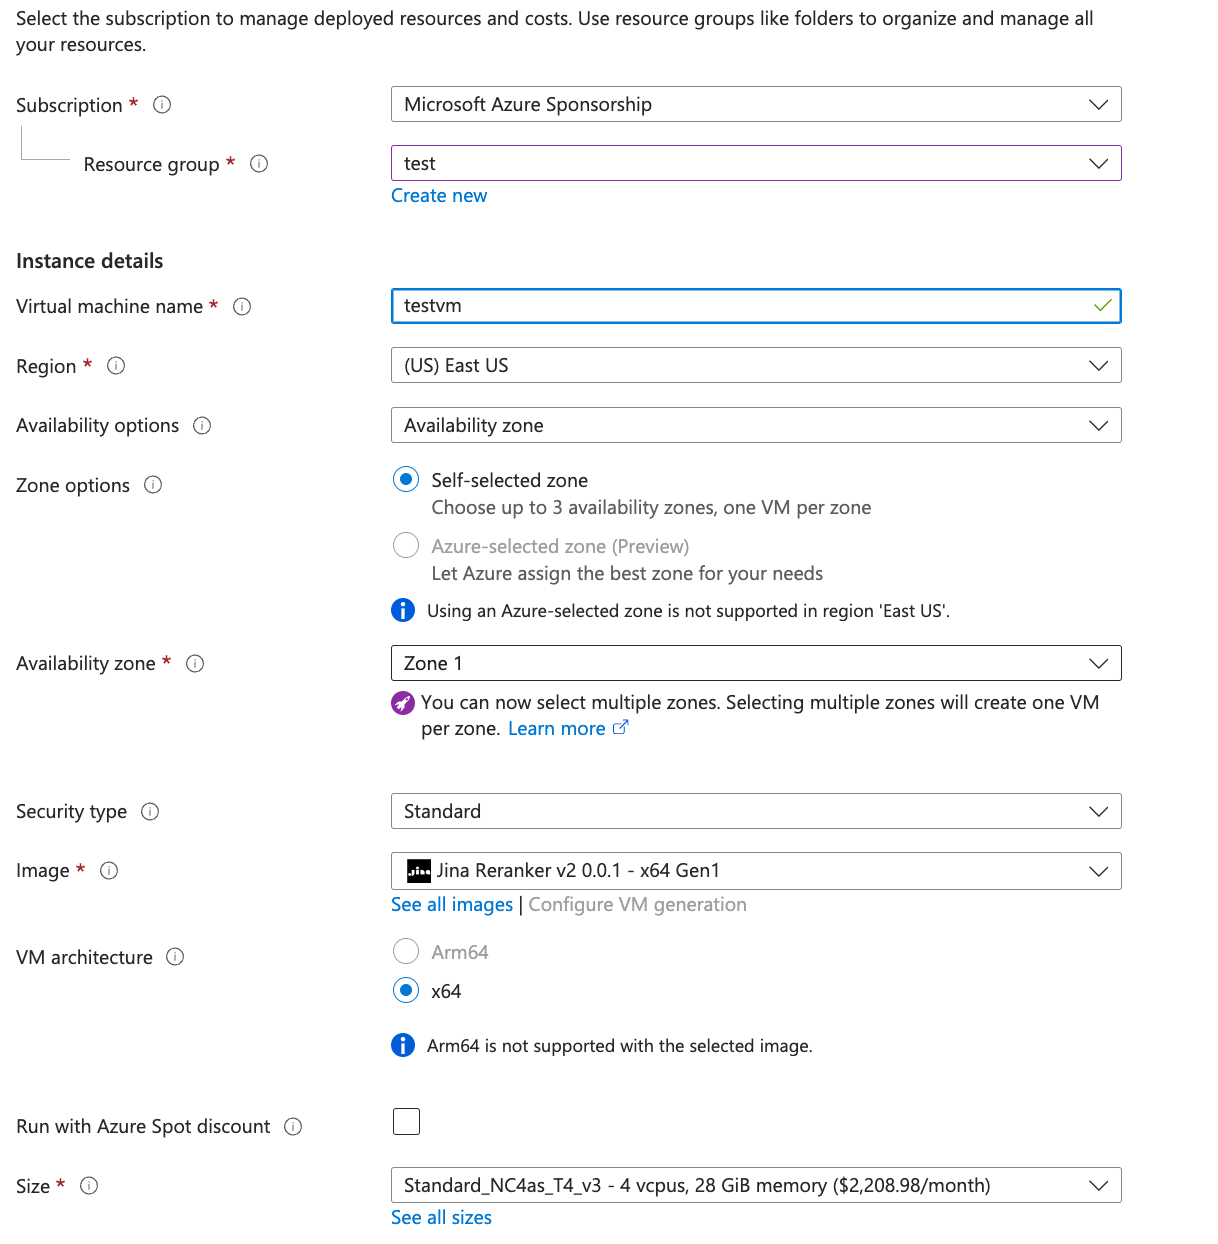 Select the subscription to manage deployed resources and costs. Use resource groups like folders to organize and manage all
your resources.
Subscription *
Microsoft Azure Sponsorship
Resource group *
test
Create new
Instance details
Virtual machine name *
testvm
Region *
(US) East US
Availability options
Availability zone
Zone options
Self-selected zone
Choose up to 3 availability zones, one VM per zone
Azure-selected zone (Preview)
Let Azure assign the best zone for your needs
Using an Azure-selected zone is not supported in region 'East US'.
Availability zone *
Zone 1
You can now select multiple zones. Selecting multiple zones will create one VM
per zone. Learn more
Security type
Standard
Image *
Jina Jina Reranker v2 0.0.1 - x64 Gen1
See all images | Configure VM generation
VM architecture
Arm64
x64
Arm64 is not supported with the selected image.
Run with Azure Spot discount
Size *
Standard_NC4as_T4_v3 - 4 vcpus, 28 GiB memory ($2,208.98/month)
See all sizes